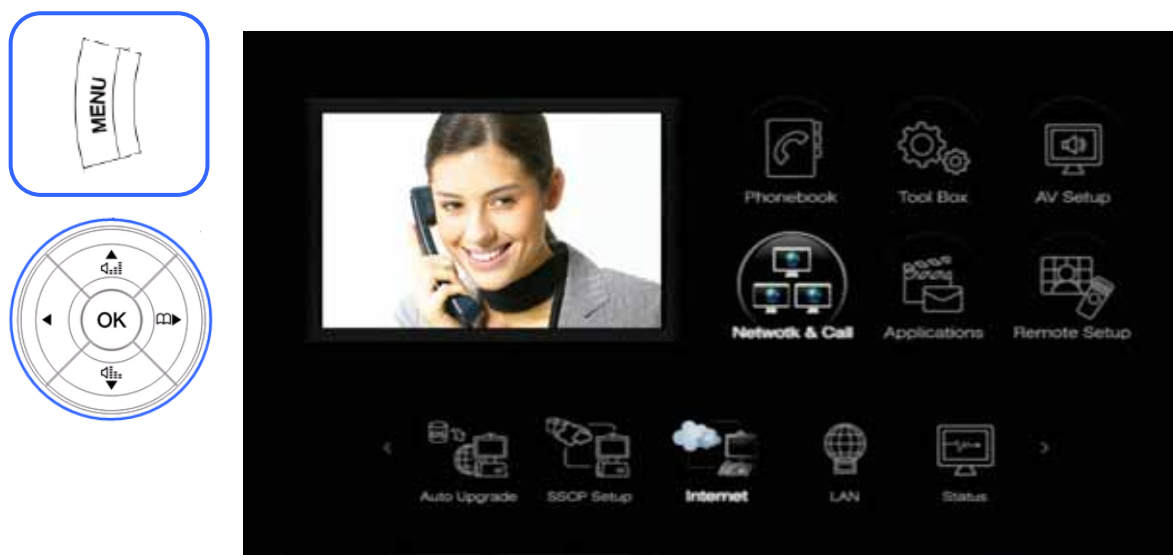 MENU
OK
Phonebook
Tool Box
AV Setup
Netwotk & Call
Applications
Remote Setup
Auto Upgrade
SSCP Setup
Internet
LAN
Status